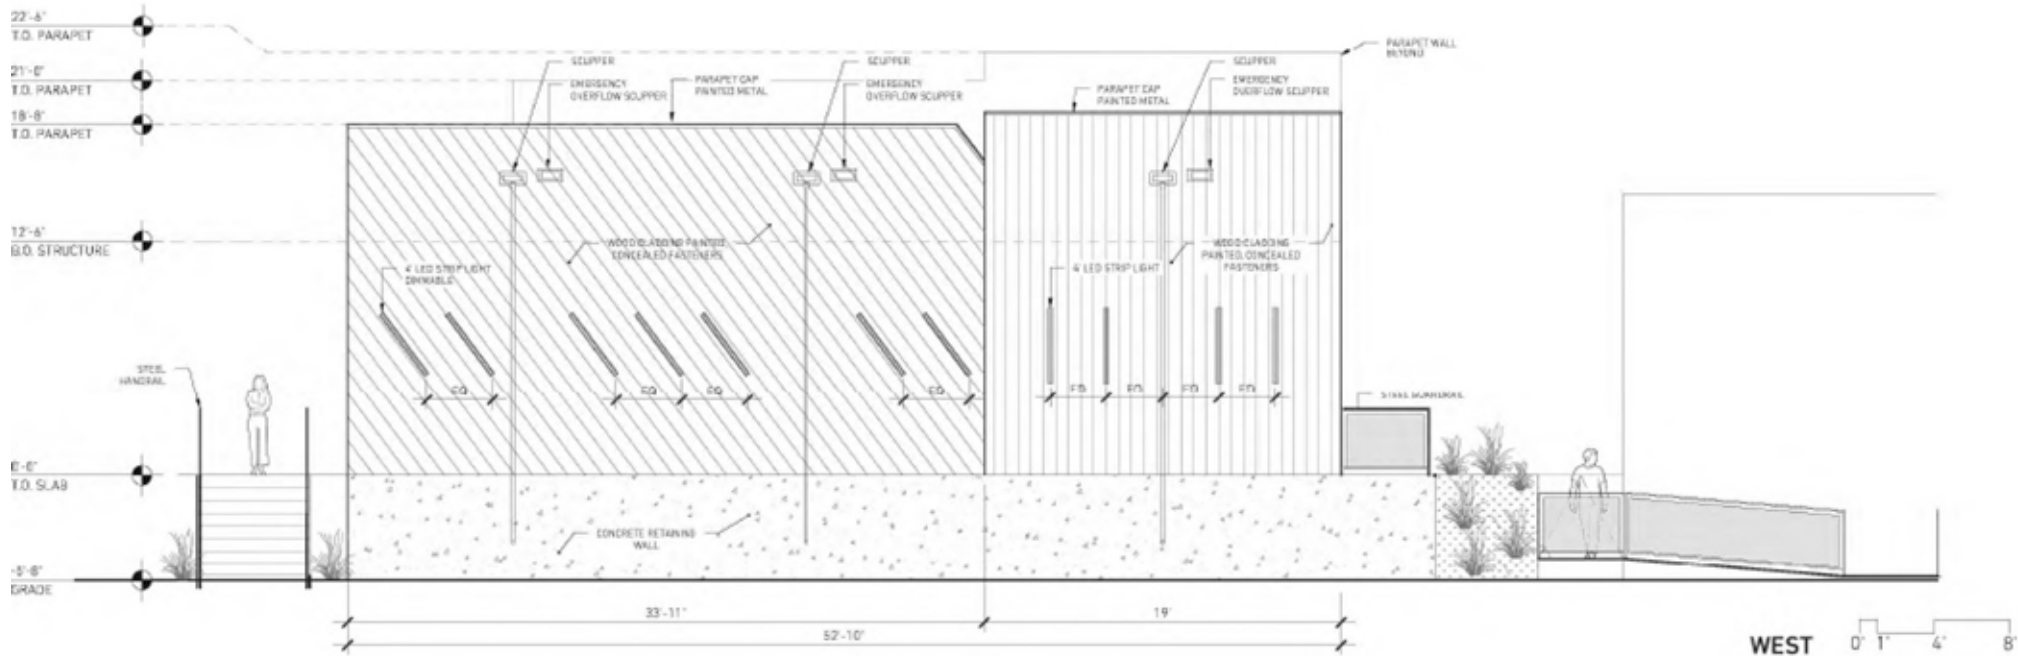 22'-6"
T.O. PARAPET
21'-0"
T.O. PARAPET
18'-8"
T.O. PARAPET
12'-6"
B.O. STRUCTURE
T.O. SLAB
-5'-8"
GRADE
SCUPPER
EMERGENCY
OVERFLOW SCUPPER
PARAPET CAP
PAINTED METAL
SCUPPER
EMERGENCY
OVERFLOW SCUPPER
PARAPET CAP
PAINTED METAL
SCUPPER
EMERGENCY
OVERFLOW SCUPPER
PARAPET WALL
BEYOND
WOOD CLADDING PAINTED,
CONCEALED FASTENERS
4' LED STRIP LIGHT
DIMMABLE
WOOD CLADDING
PAINTED, CONCEALED
FASTENERS
4' LED STRIP LIGHT
STEEL
HANDRAIL
EQ
EQ
EQ
EQ
EQ
EQ
EQ
EQ
STEEL GUARDRAIL
CONCRETE RETAINING
WALL
33'-11"
19'
52'-10"
WEST
0' 1' 4' 8'